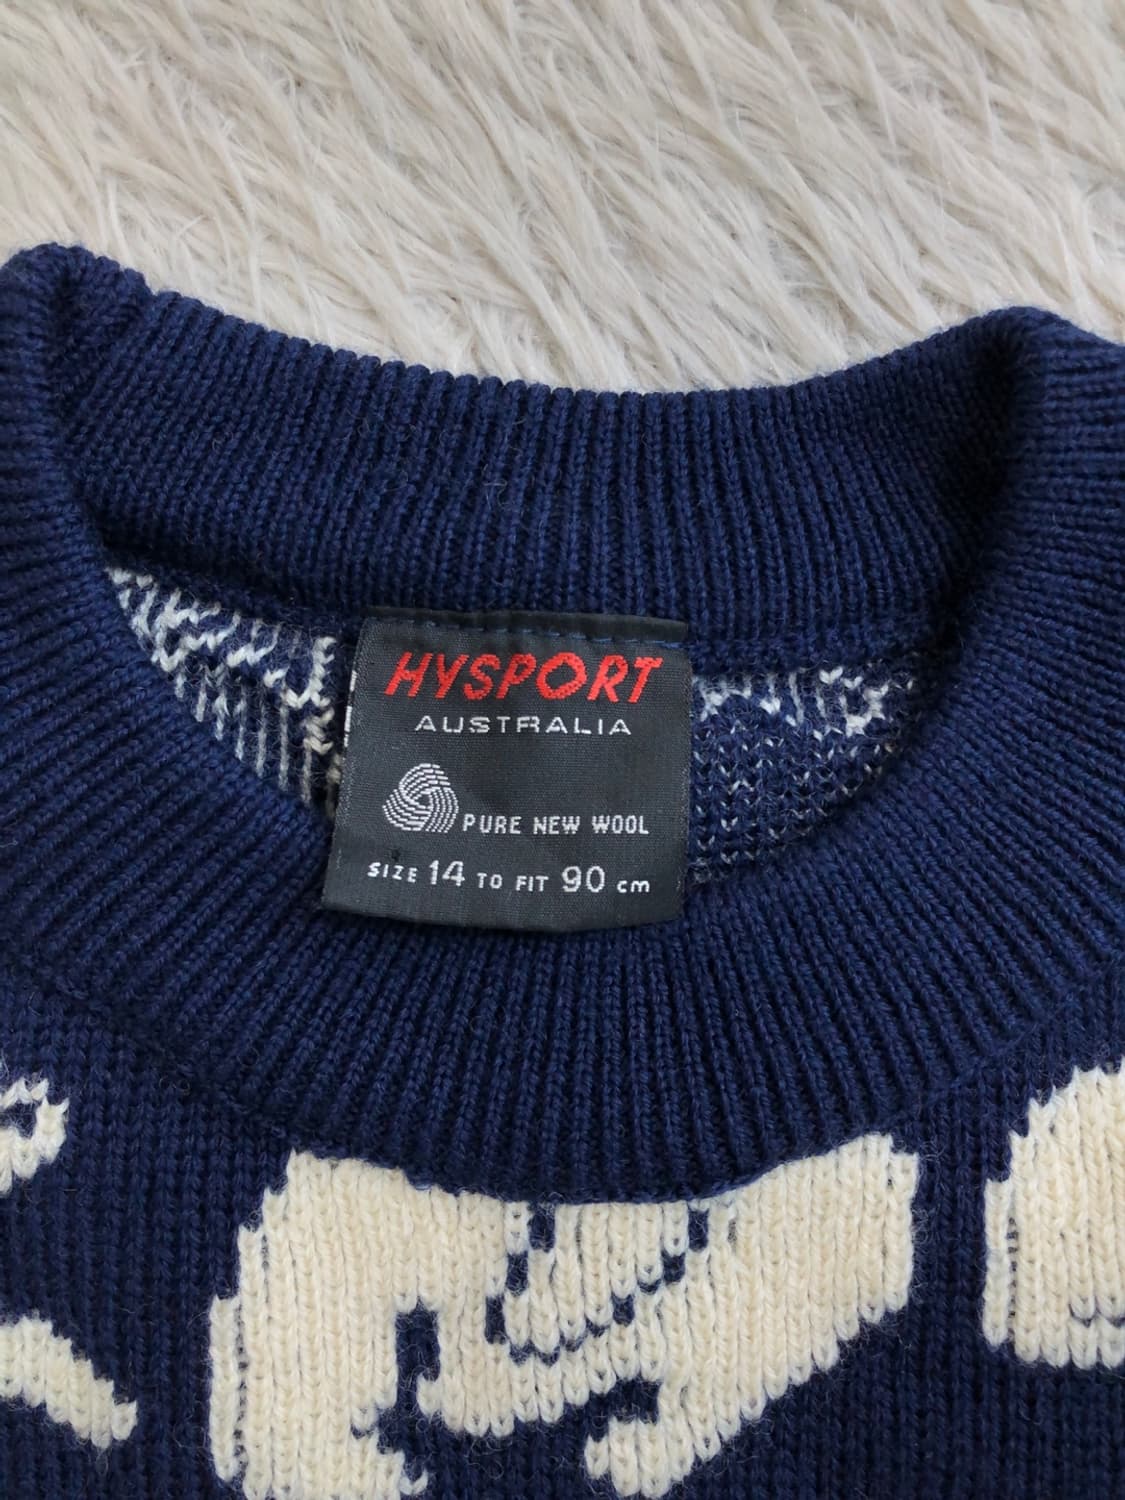 HYSPORT
AUSTRALIA
PURE NEW WOOL
SIZE 14 TO FIT 90 cm